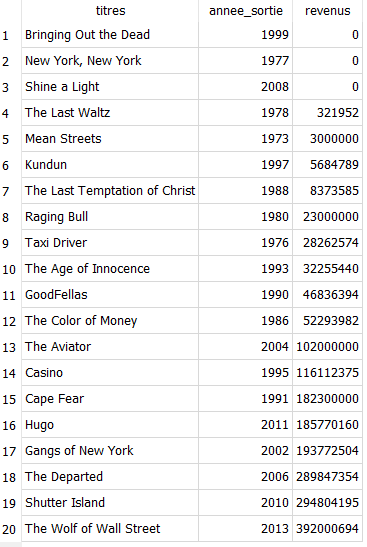 titres annee_sortie revenus
1 Bringing Out the Dead 1999 0
2 New York, New York 1977 0
3 Shine a Light 2008 0
4 The Last Waltz 1978 321952
5 Mean Streets 1973 3000000
6 Kundun 1997 5684789
7 The Last Temptation of Christ 1988 8373585
8 Raging Bull 1980 23000000
9 Taxi Driver 1976 28262574
10 The Age of Innocence 1993 32255440
11 GoodFellas 1990 46836394
12 The Color of Money 1986 52293982
13 The Aviator 2004 102000000
14 Casino 1995 116112375
15 Cape Fear 1991 182300000
16 Hugo 2011 185770160
17 Gangs of New York 2002 193772504
18 The Departed 2006 289847354
19 Shutter Island 2010 294804195
20 The Wolf of Wall Street 2013 392000694